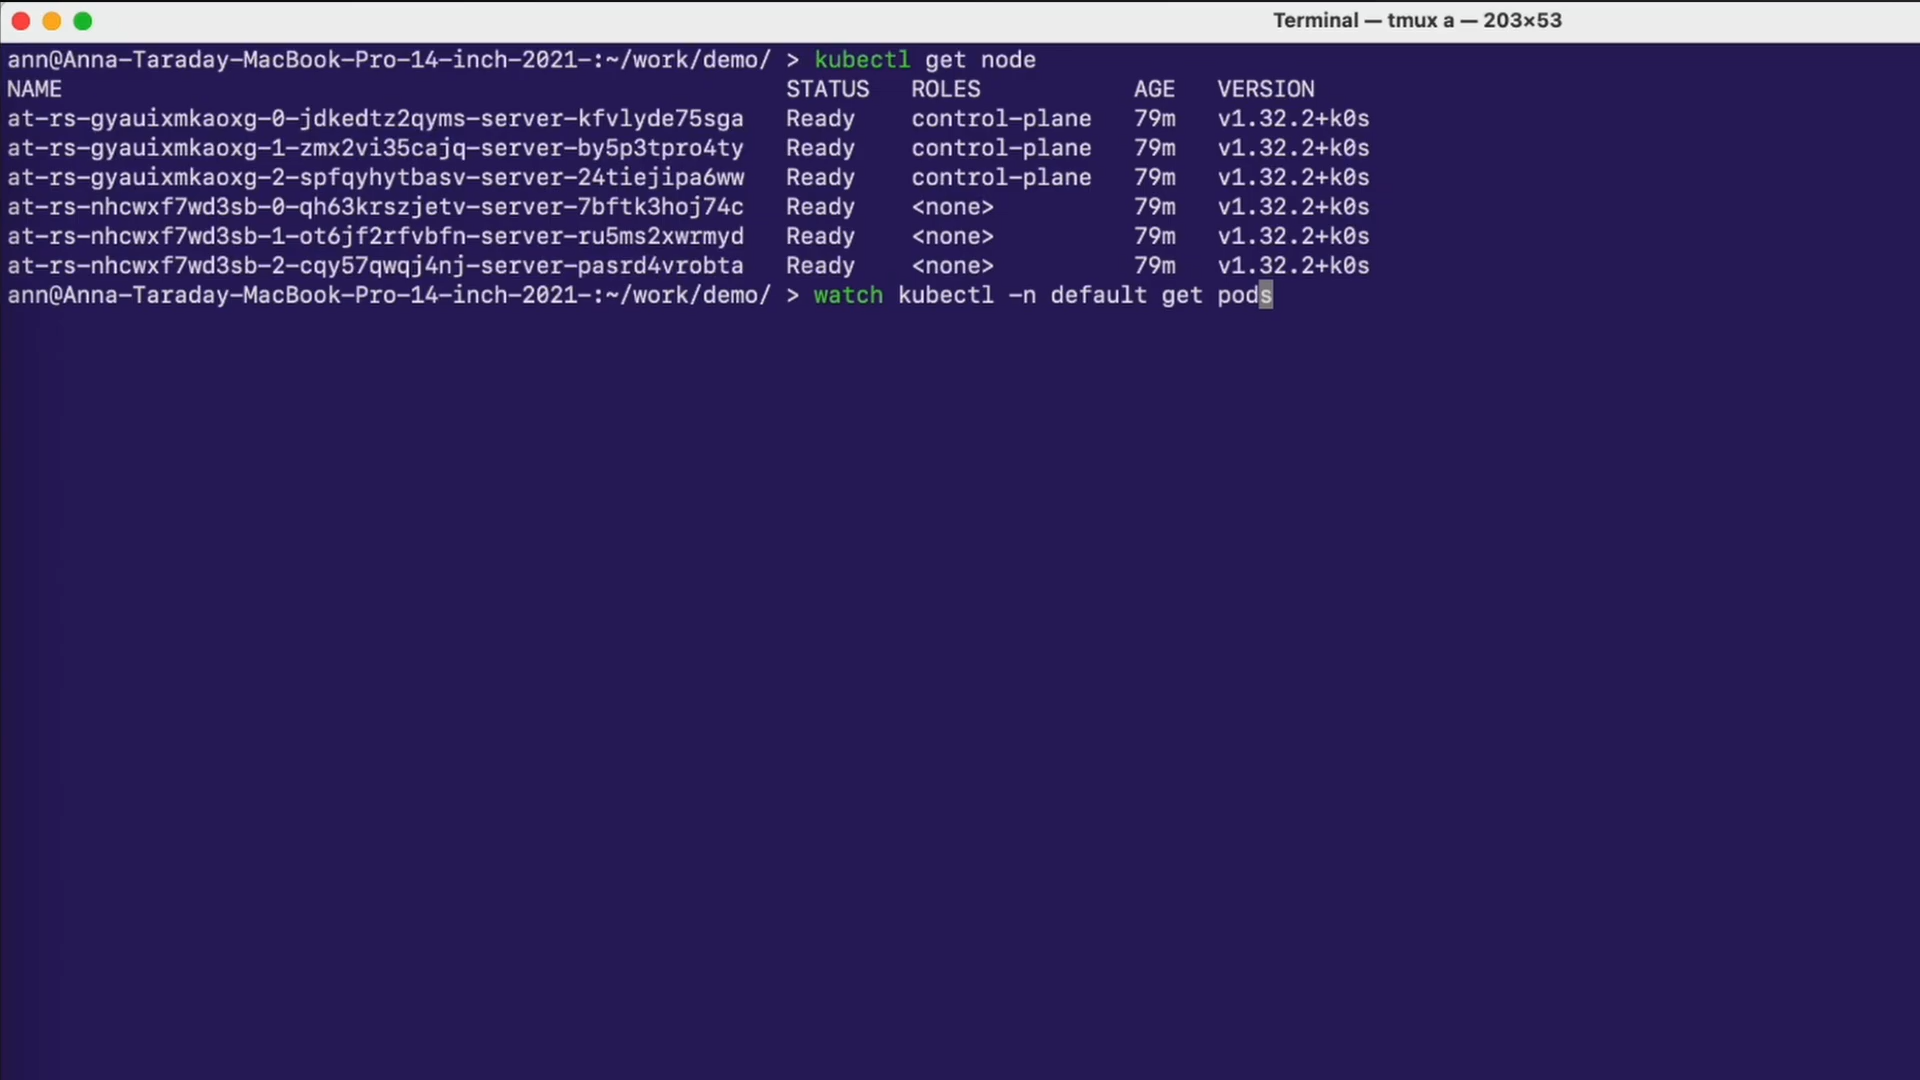 Terminal — tmux a — 203×53
ann@Anna-Taraday-MacBook-Pro-14-inch-2021-:~/work/demo/ > kubectl get node
NAME STATUS ROLES AGE VERSION
at-rs-gyauixmkaoxg-0-jdkedtz2qyms-server-kfvlyde75sga Ready control-plane 79m v1.32.2+k0s
at-rs-gyauixmkaoxg-1-zmx2vi35cajq-server-by5p3tpro4ty Ready control-plane 79m v1.32.2+k0s
at-rs-gyauixmkaoxg-2-spfqyhytbasv-server-24tiejipa6ww Ready control-plane 79m v1.32.2+k0s
at-rs-nhcwxf7wd3sb-0-qh63krszjetv-server-7bftk3hoj74c Ready <none> 79m v1.32.2+k0s
at-rs-nhcwxf7wd3sb-1-ot6jf2rfvbfn-server-ru5ms2xwrmyd Ready <none> 79m v1.32.2+k0s
at-rs-nhcwxf7wd3sb-2-cqy57qwqj4nj-server-pasrd4vrobta Ready <none> 79m v1.32.2+k0s
ann@Anna-Taraday-MacBook-Pro-14-inch-2021-:~/work/demo/ > watch kubectl -n default get pods